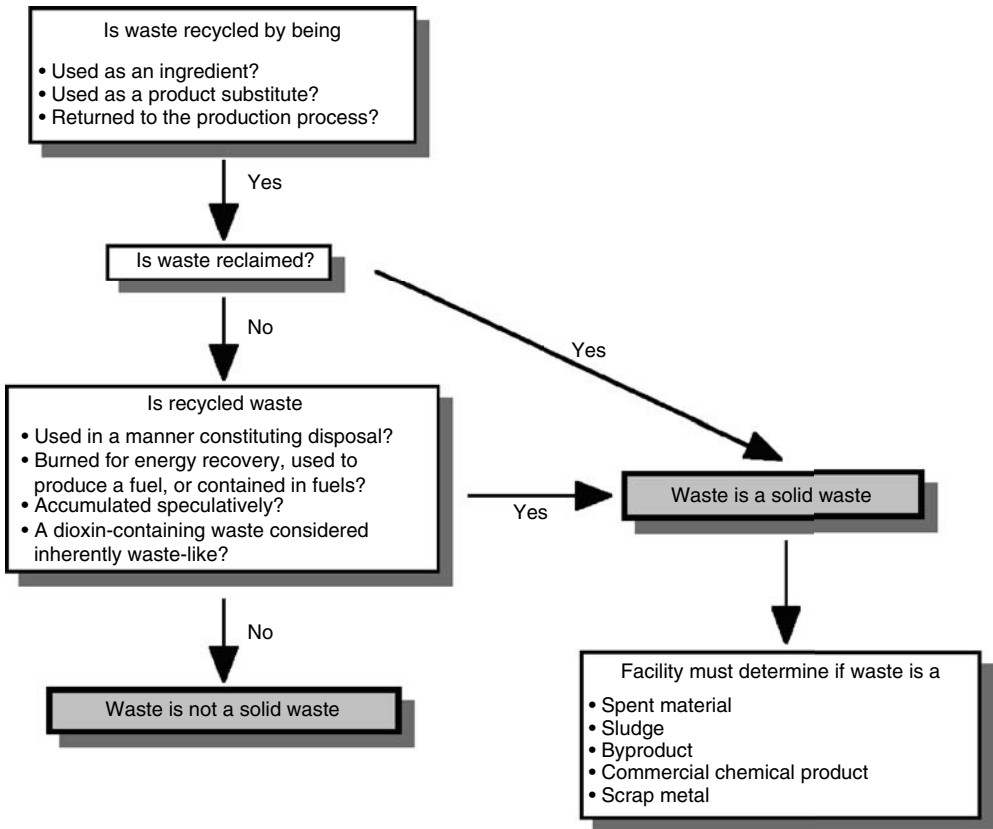 Is waste recycled by being
• Used as an ingredient?
• Used as a product substitute?
• Returned to the production process?
Yes
Is waste reclaimed?
No
Yes
Is recycled waste
• Used in a manner constituting disposal?
• Burned for energy recovery, used to
produce a fuel, or contained in fuels?
• Accumulated speculatively?
• A dioxin-containing waste considered
inherently waste-like?
Yes
Waste is a solid waste
No
Waste is not a solid waste
Facility must determine if waste is a
• Spent material
• Sludge
• Byproduct
• Commercial chemical product
• Scrap metal